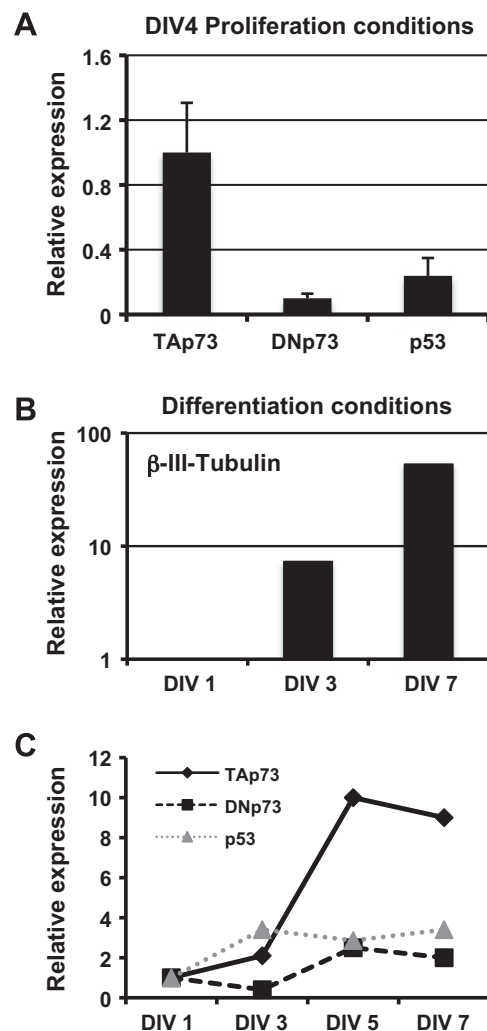 A
DIV4 Proliferation conditions
Relative expression
1.6
1.2
0.8
0.4
0
TAp73 DNp73 p53
B
Differentiation conditions
Relative expression
β-III-Tubulin
100
10
1
DIV 1 DIV 3 DIV 7
C
Relative expression
12
10
8
6
4
2
0
TAp73
DNp73
p53
DIV 1 DIV 3 DIV 5 DIV 7